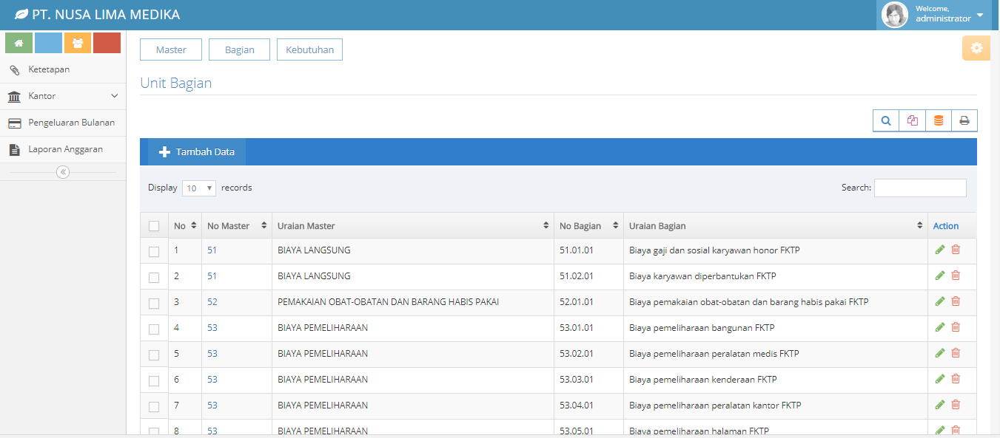 PT. NUSA LIMA MEDIKA
Welcome,
administrator
Ketetapan
Kantor
Pengeluaran Bulanan
Laporan Anggaran
Master Bagian Kebutuhan
Unit Bagian
Tambah Data
Display 10 records Search:
No No Master Uraian Master No Bagian Uraian Bagian Action
1 51 BIAYA LANGSUNG 51.01.01 Biaya gaji dan sosial karyawan honor FKTP
2 51 BIAYA LANGSUNG 51.02.01 Biaya karyawan diperbantukan FKTP
3 52 PEMAKAIAN OBAT-OBATAN DAN BARANG HABIS PAKAI 52.01.01 Biaya pemakaian obat-obatan dan barang habis pakai FKTP
4 53 BIAYA PEMELIHARAAN 53.01.01 Biaya pemeliharaan bangunan FKTP
5 53 BIAYA PEMELIHARAAN 53.02.01 Biaya pemeliharaan peralatan medis FKTP
6 53 BIAYA PEMELIHARAAN 53.03.01 Biaya pemeliharaan kenderaan FKTP
7 53 BIAYA PEMELIHARAAN 53.04.01 Biaya pemeliharaan peralatan kantor FKTP
8 53 BIAYA PEMELIHARAAN 53.05.01 Biaya pemeliharaan halaman FKTP